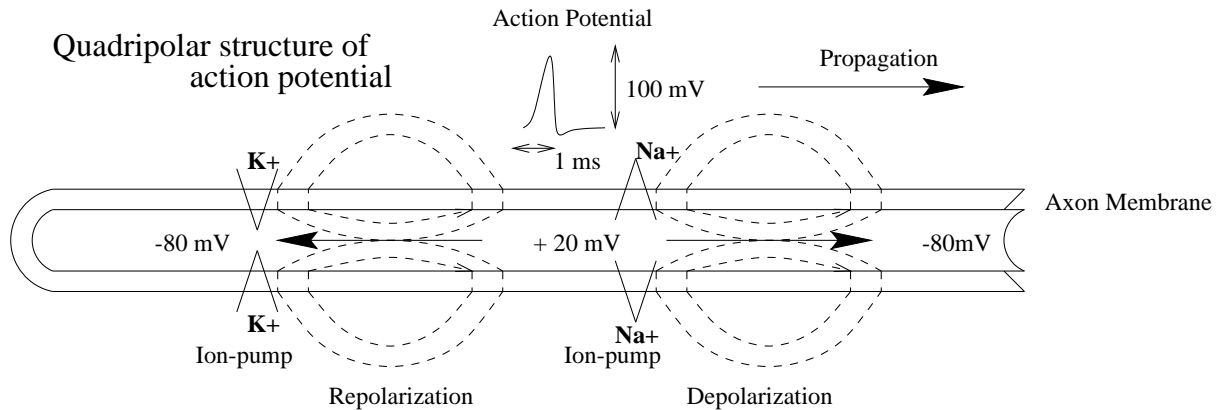 Action Potential
Quadripolar structure of
action potential
Propagation
100 mV
1 ms
K+
Na+
Axon Membrane
-80 mV
+ 20 mV
-80mV
K+
Na+
Ion-pump
Ion-pump
Repolarization
Depolarization